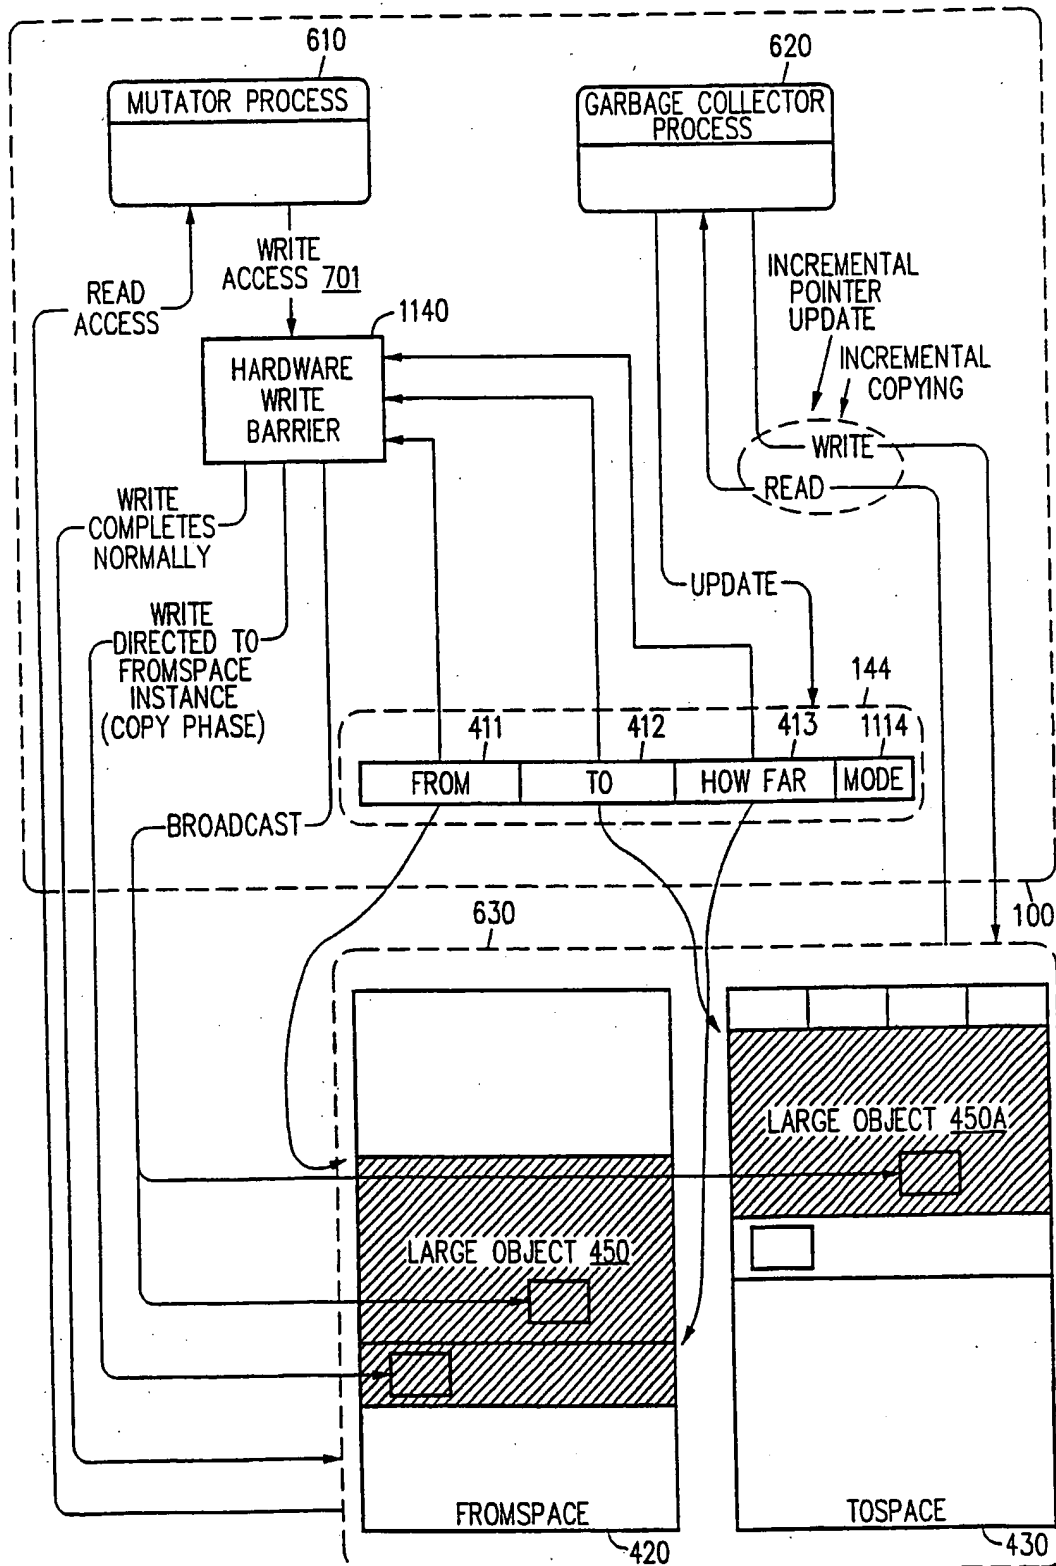 610
620
MUTATOR PROCESS
GARBAGE COLLECTOR
PROCESS
WRITE
ACCESS 701
READ
ACCESS
INCREMENTAL
POINTER
UPDATE
1140
HARDWARE
WRITE
BARRIER
INCREMENTAL
COPYING
WRITE
READ
WRITE
COMPLETES
NORMALLY
UPDATE
WRITE
DIRECTED TO
FROMSPACE
INSTANCE
(COPY PHASE)
144
411
412
413
1114
FROM
TO
HOW FAR
MODE
BROADCAST
100
630
LARGE OBJECT 450A
LARGE OBJECT 450
FROMSPACE
TOSPACE
420
430